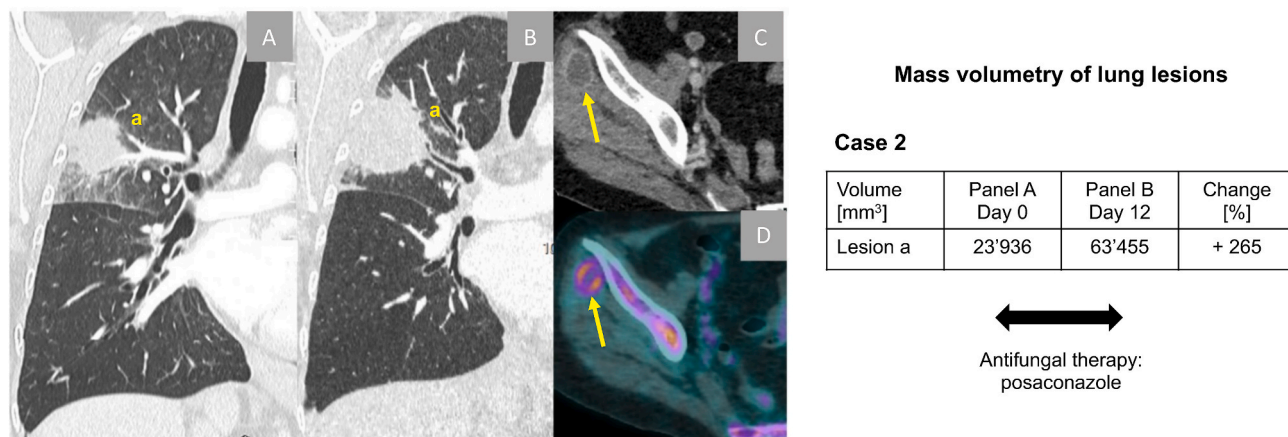 A
B
C
a
a
D
Mass volumetry of lung lesions
Case 2
Volume [mm³] Panel A Day 0 Panel B Day 12 Change [%]
Lesion a 23'936 63'455 + 265
Antifungal therapy:
posaconazole